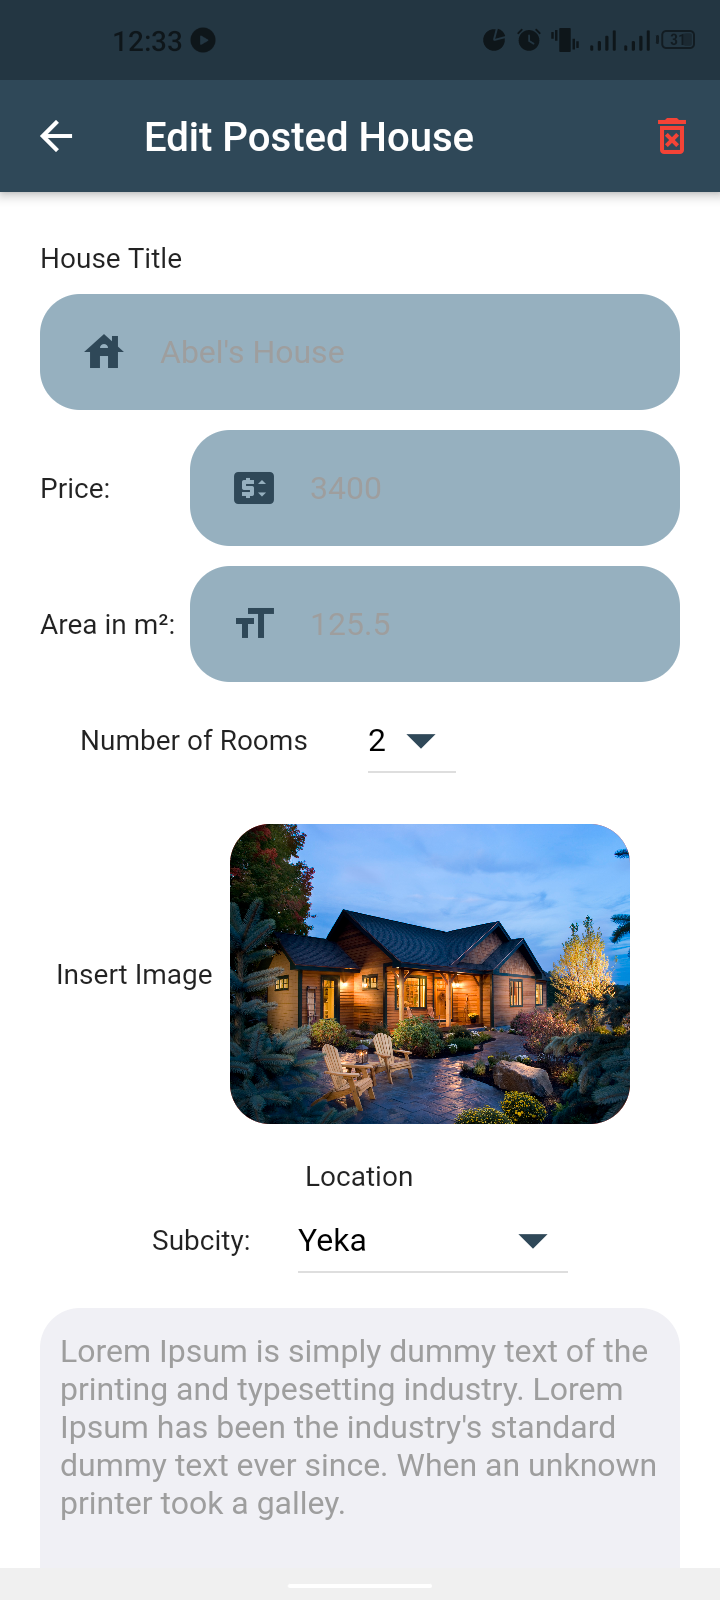 12:33
31
Edit Posted House
House Title
Abel's House
Price:
3400
Area in m²:
125.5
Number of Rooms
2
Insert Image
Location
Subcity:
Yeka
Lorem Ipsum is simply dummy text of the
printing and typesetting industry. Lorem
Ipsum has been the industry's standard
dummy text ever since. When an unknown
printer took a galley.